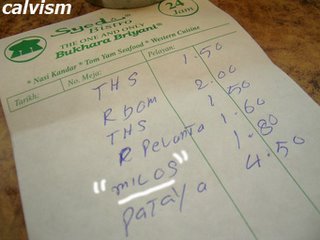 calvism
Syed
Bistro
THE ONE AND ONLY
Bukhara Briyani
24
Jam
* Nasi Kandar * Tom Yam Seafood * Western Cuisine
Tarikh: No. Meja: Pelayan:
THS 1.50
R BOM 2.00
THS 1.50
R Pelanta 1.60
"MILOS" 1.80
PATAYA 4.50